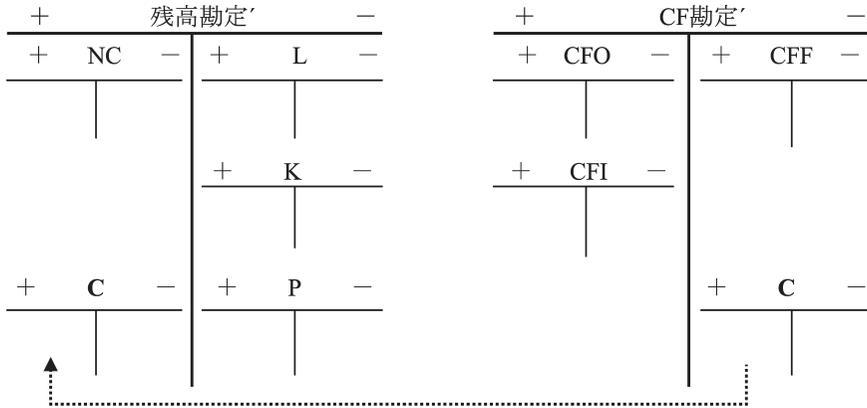 ＋ 残高勘定´ － ＋ CF勘定´ －
＋ NC － ＋ L － ＋ CFO － ＋ CFF －
＋ K － ＋ CFI －
＋ C － ＋ P － ＋ C －